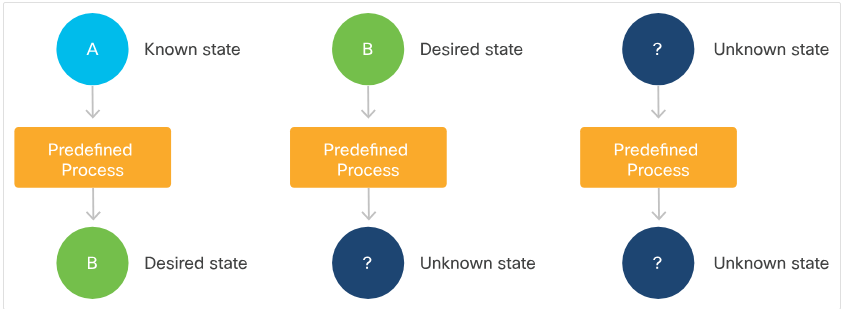 A Known state
B Desired state
? Unknown state
Predefined
Process
Predefined
Process
Predefined
Process
B Desired state
? Unknown state
? Unknown state